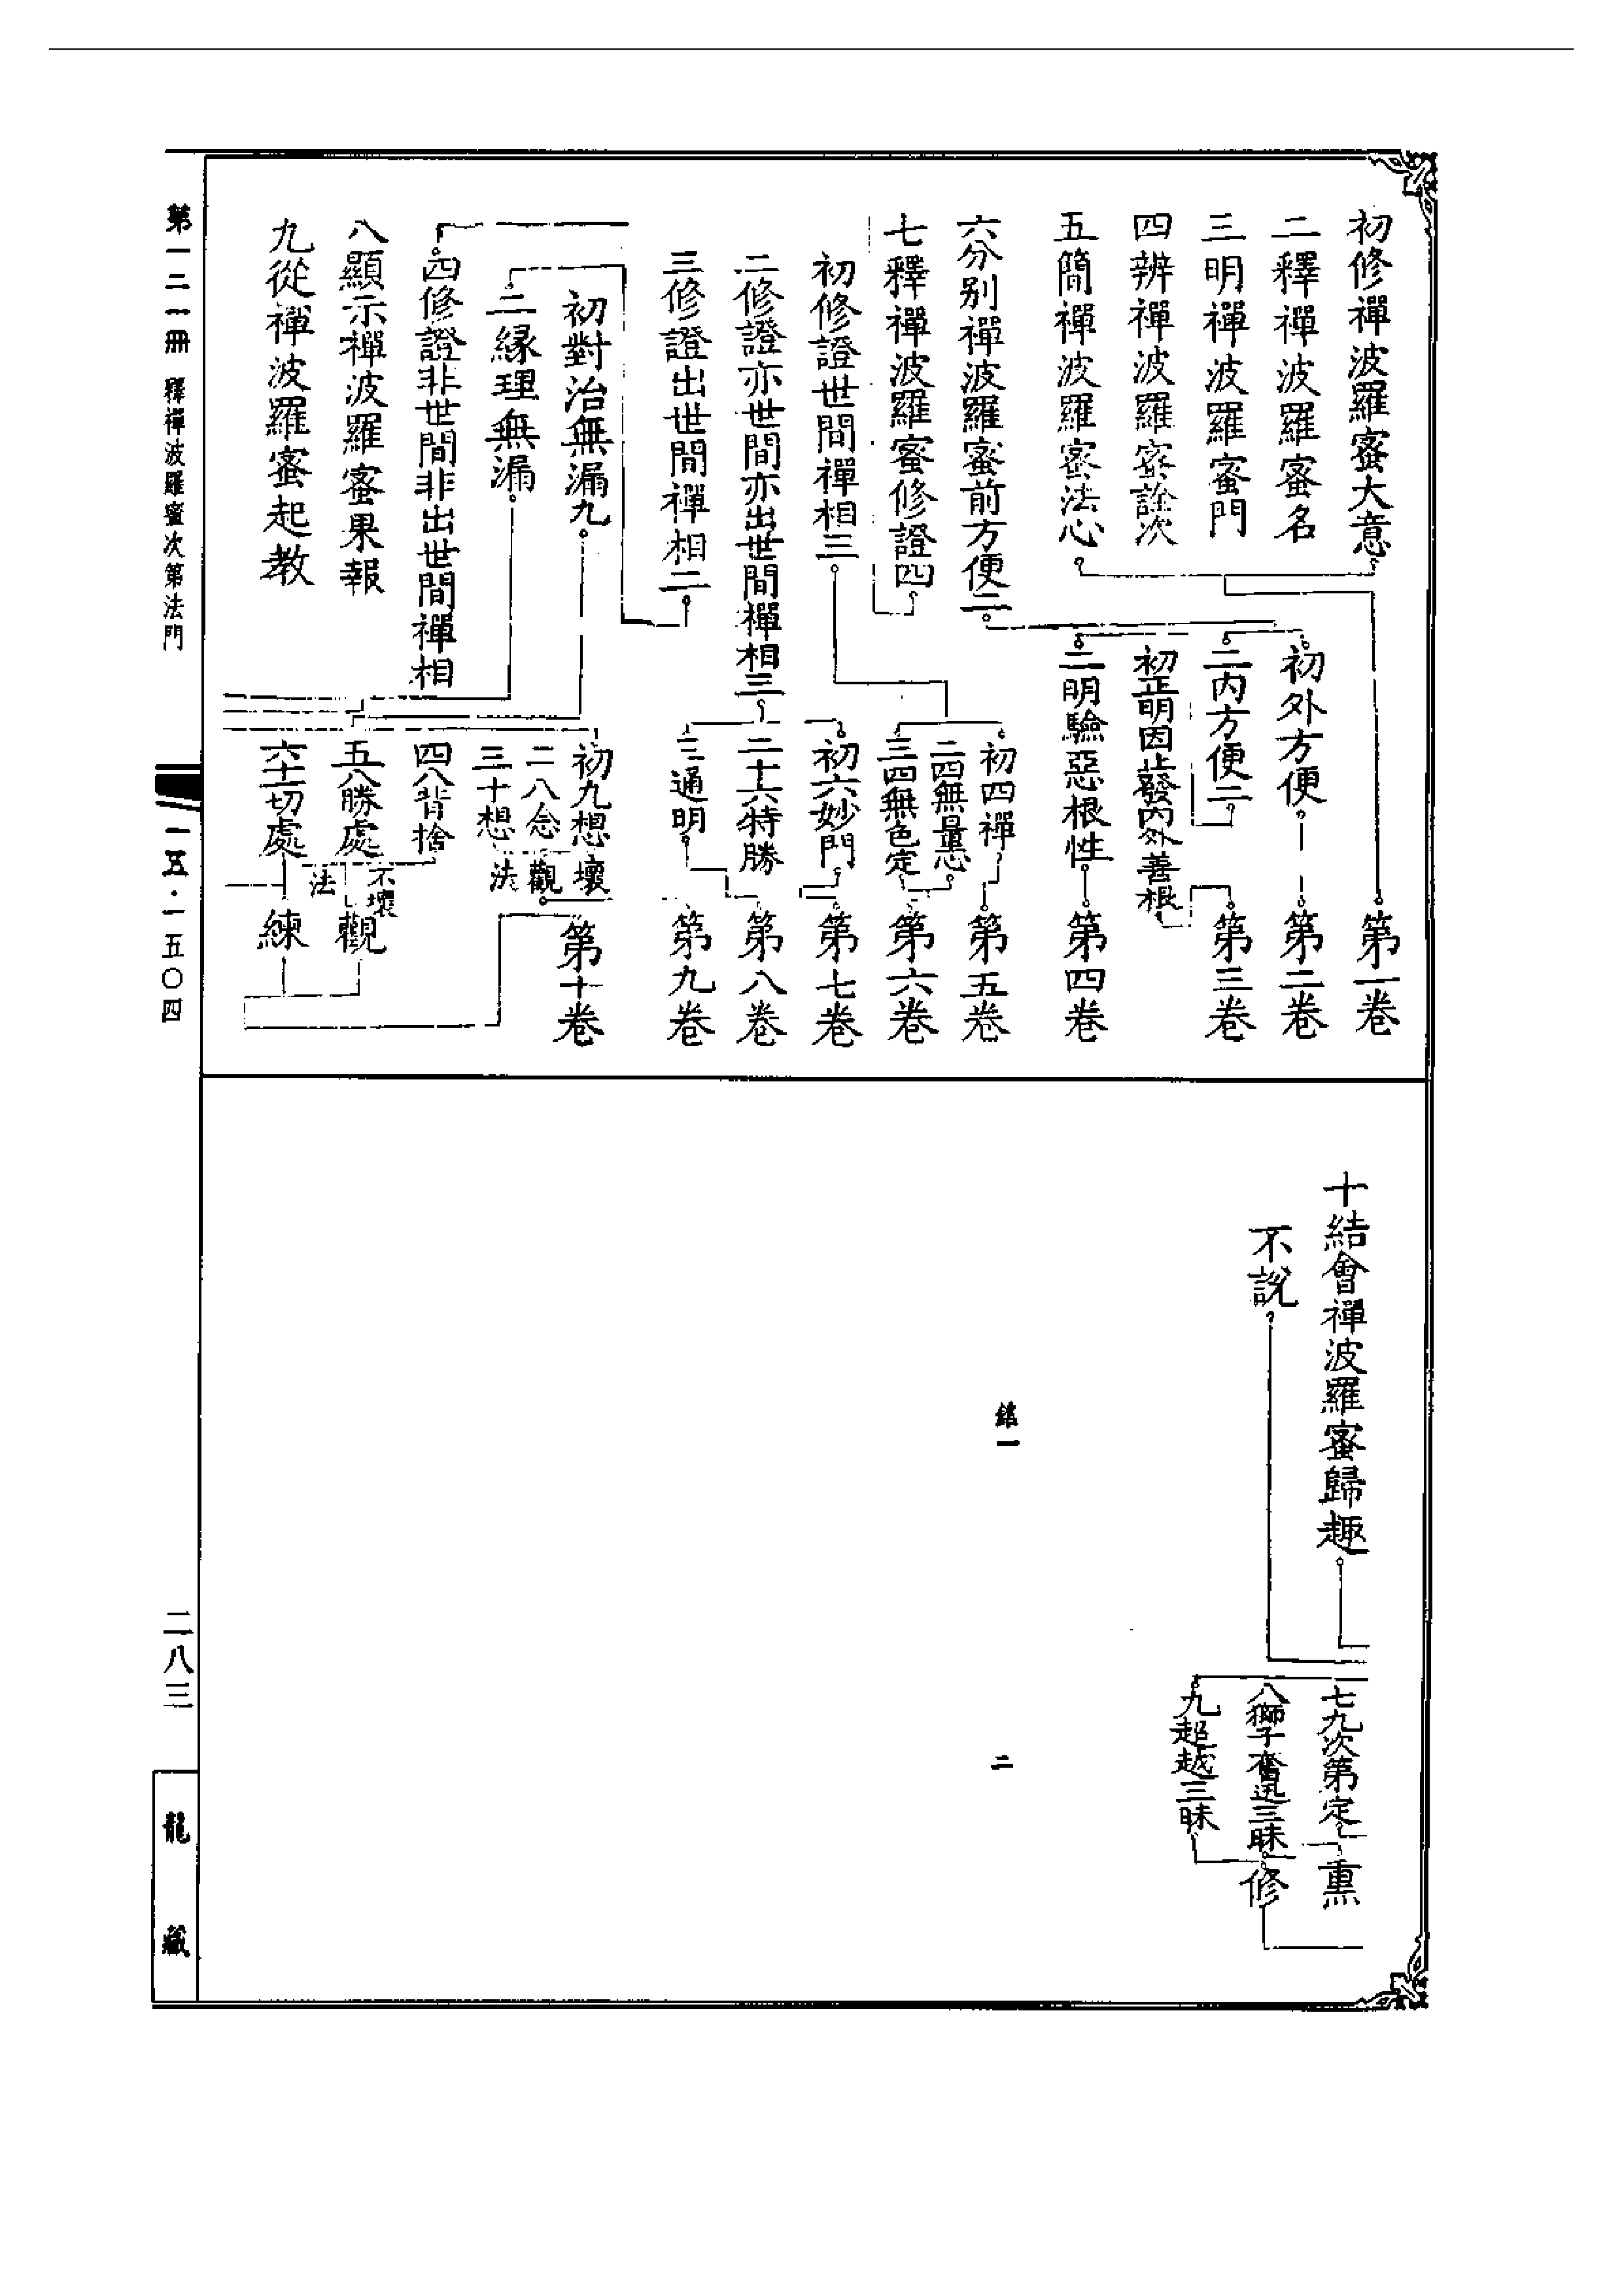 初修禪波羅蜜大意
二釋禪波羅蜜名
三明禪波羅蜜門
四辨禪波羅蜜詮次
五簡禪波羅蜜法心
第一卷
六分別禪波羅蜜前方便二
初外方便
第二卷
二內方便二
第三卷
初正明因止發內外善根
二明驗惡根性
第四卷
七釋禪波羅蜜修證四
初修證世間禪相三
初四禪
第五卷
二四無量心
三四無色定
第六卷
二修證亦世間亦出世間禪相三
初六妙門
第七卷
二十六特勝
第八卷
三通明
第九卷
三修證出世間禪相二
初對治無漏九
二緣理無漏
初九想
二八念
三十想
壞
觀
法
第十卷
四八背捨
五八勝處
六十一切處
不壞
法
觀
練
四修證非世間非出世間禪相
八顯示禪波羅蜜果報
九從禪波羅蜜起教
十結會禪波羅蜜歸趣
不說
七九次第定
八獅子奮迅三昧
九超越三昧
熏
修
二
第一二一冊 釋禪波羅蜜次第法門
一五·一五〇四
二八三
龍藏